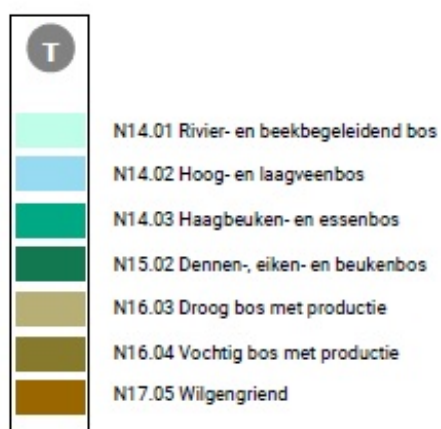 T
N14.01 Rivier- en beekbegeleidend bos
N14.02 Hoog- en laagveenbos
N14.03 Haagbeuken- en essenbos
N15.02 Dennen-, eiken- en beukenbos
N16.03 Droog bos met productie
N16.04 Vochtig bos met productie
N17.05 Wilgengriend